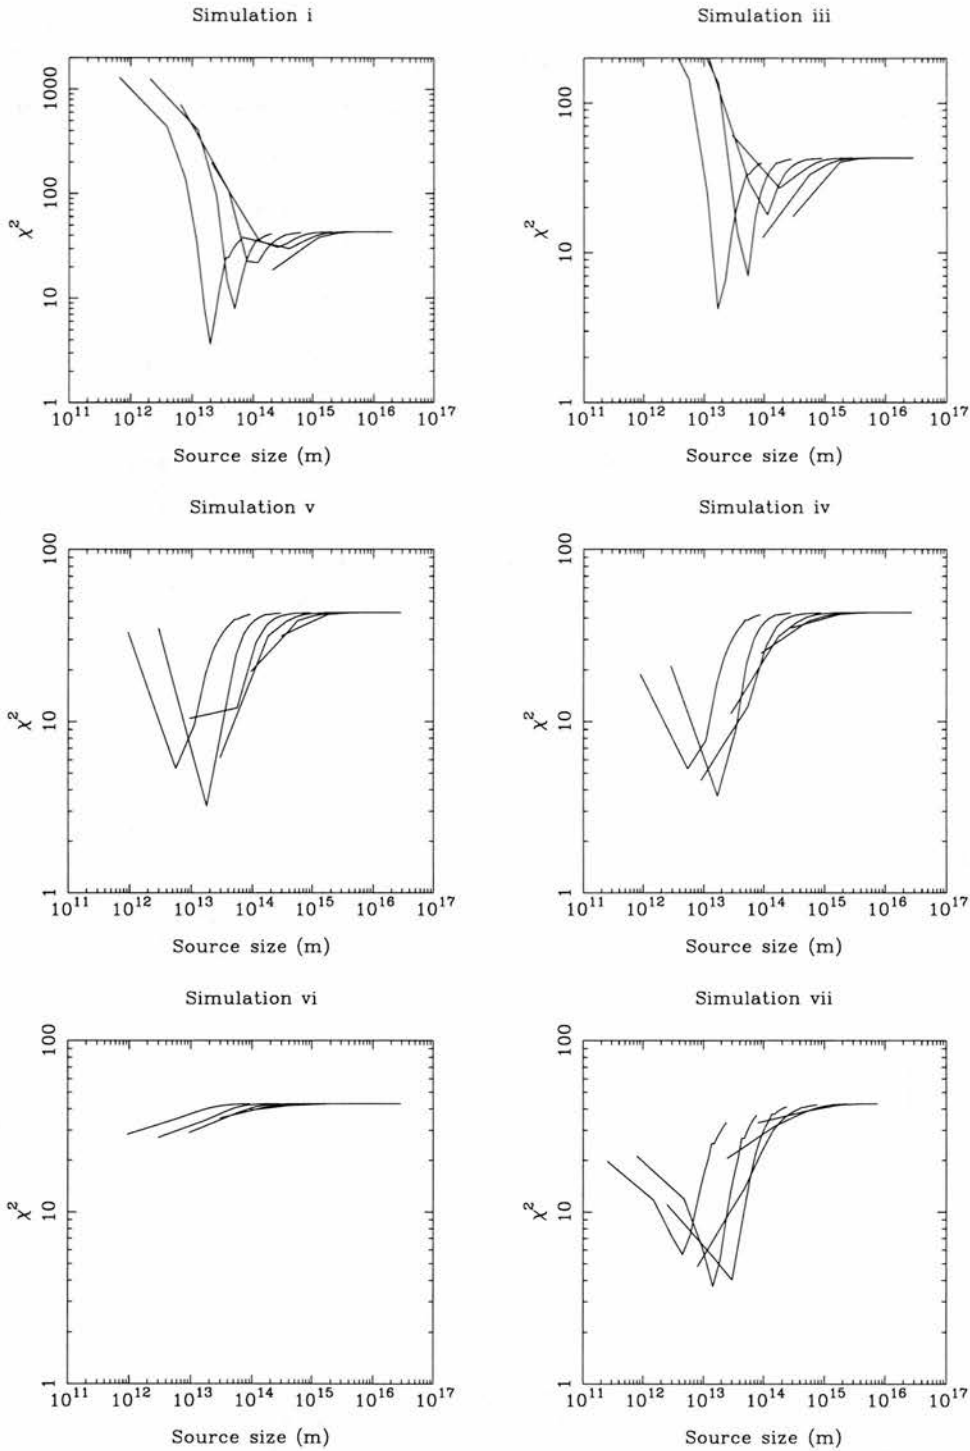 Simulation i
1000
100
10
1
χ²
10¹¹ 10¹² 10¹³ 10¹⁴ 10¹⁵ 10¹⁶ 10¹⁷
Source size (m)
Simulation iii
100
10
1
χ²
10¹¹ 10¹² 10¹³ 10¹⁴ 10¹⁵ 10¹⁶ 10¹⁷
Source size (m)
Simulation v
100
10
1
χ²
10¹¹ 10¹² 10¹³ 10¹⁴ 10¹⁵ 10¹⁶ 10¹⁷
Source size (m)
Simulation iv
100
10
1
χ²
10¹¹ 10¹² 10¹³ 10¹⁴ 10¹⁵ 10¹⁶ 10¹⁷
Source size (m)
Simulation vi
100
10
1
χ²
10¹¹ 10¹² 10¹³ 10¹⁴ 10¹⁵ 10¹⁶ 10¹⁷
Source size (m)
Simulation vii
100
10
1
χ²
10¹¹ 10¹² 10¹³ 10¹⁴ 10¹⁵ 10¹⁶ 10¹⁷
Source size (m)